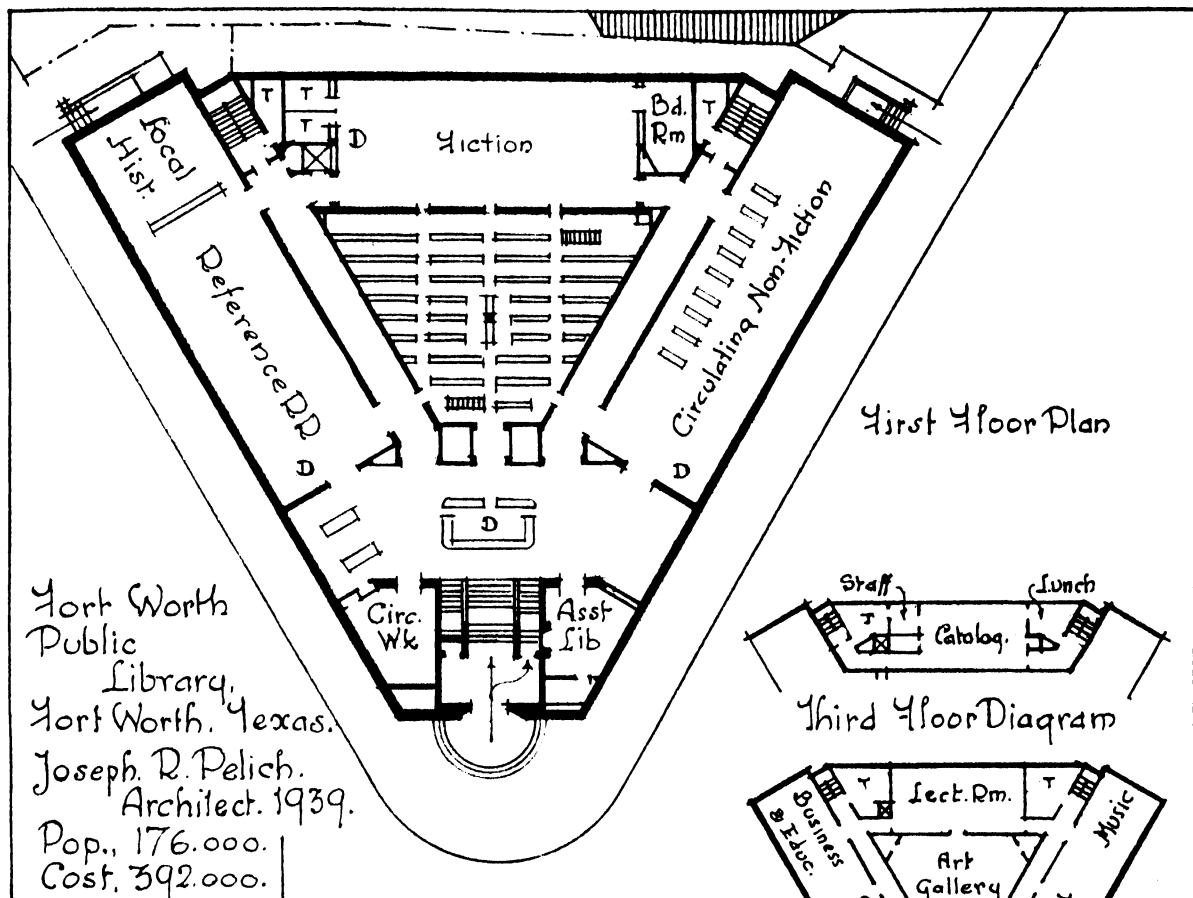 T
T
T
D
Fiction
Bd.
Rm
T
Local
Hist.
Reference RR
D
Circulating Non-Fiction
D
D
First Floor Plan
Circ.
Wk
Asst
Lib
T
Fort Worth
Public
Library,
Fort Worth, Texas.
Joseph. R. Pelich.
Architect. 1939.
Pop., 176.000.
Cost, 392.000.
Staff
Lunch
T
Catalog.
Third Floor Diagram
T
Lect. Rm.
T
Business
& Educ.
Music
Art
Gallery